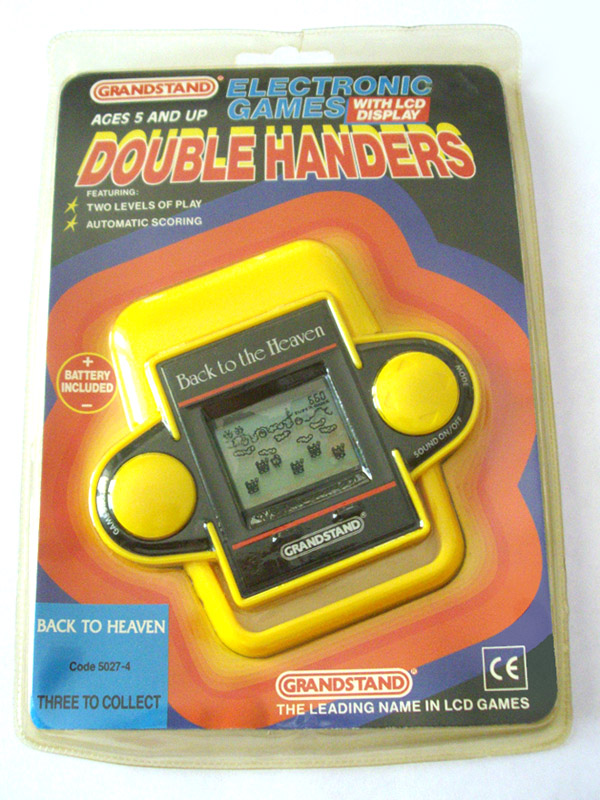 GRANDSTAND®
ELECTRONIC
GAMES WITH LCD
DISPLAY
AGES 5 AND UP
DOUBLE HANDERS
FEATURING:
TWO LEVELS OF PLAY
AUTOMATIC SCORING
+
BATTERY
INCLUDED
−
Back to the Heaven
MODE
SOUND ON/OFF
GRANDSTAND®
BACK TO HEAVEN
Code 5027-4
THREE TO COLLECT
GRANDSTAND®
CE
THE LEADING NAME IN LCD GAMES